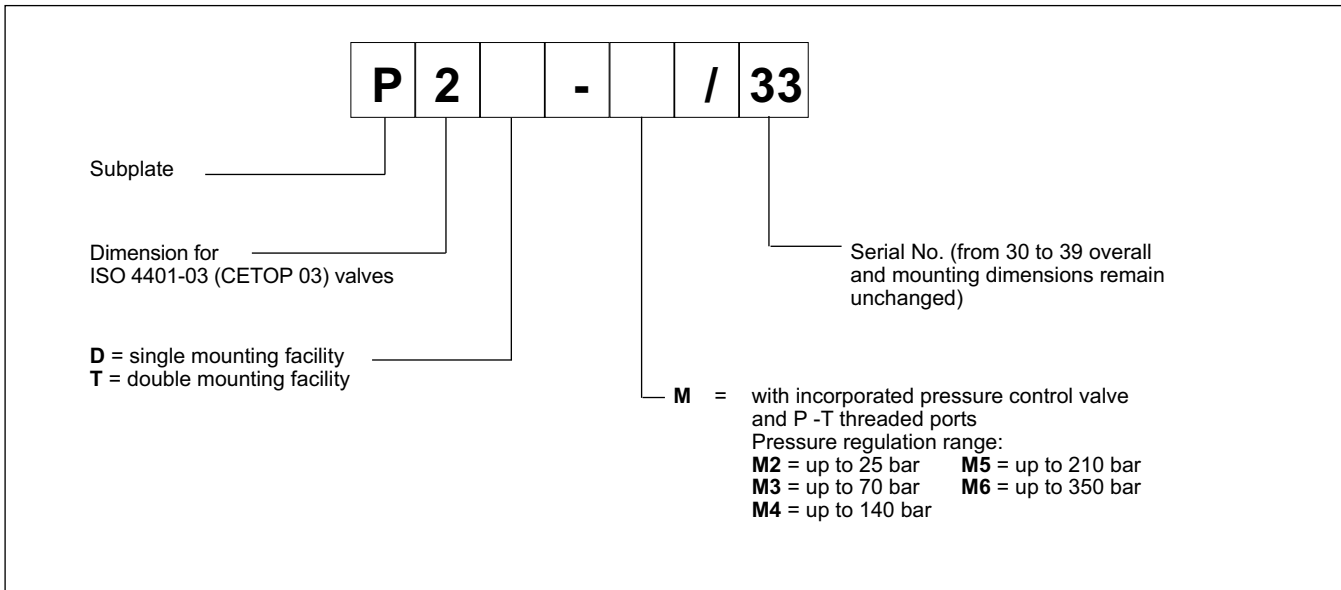 P 2 - / 33
Subplate
Dimension for
ISO 4401-03 (CETOP 03) valves
D = single mounting facility
T = double mounting facility
Serial No. (from 30 to 39 overall
and mounting dimensions remain
unchanged)
M = with incorporated pressure control valve
and P -T threaded ports
Pressure regulation range:
M2 = up to 25 bar M5 = up to 210 bar
M3 = up to 70 bar M6 = up to 350 bar
M4 = up to 140 bar